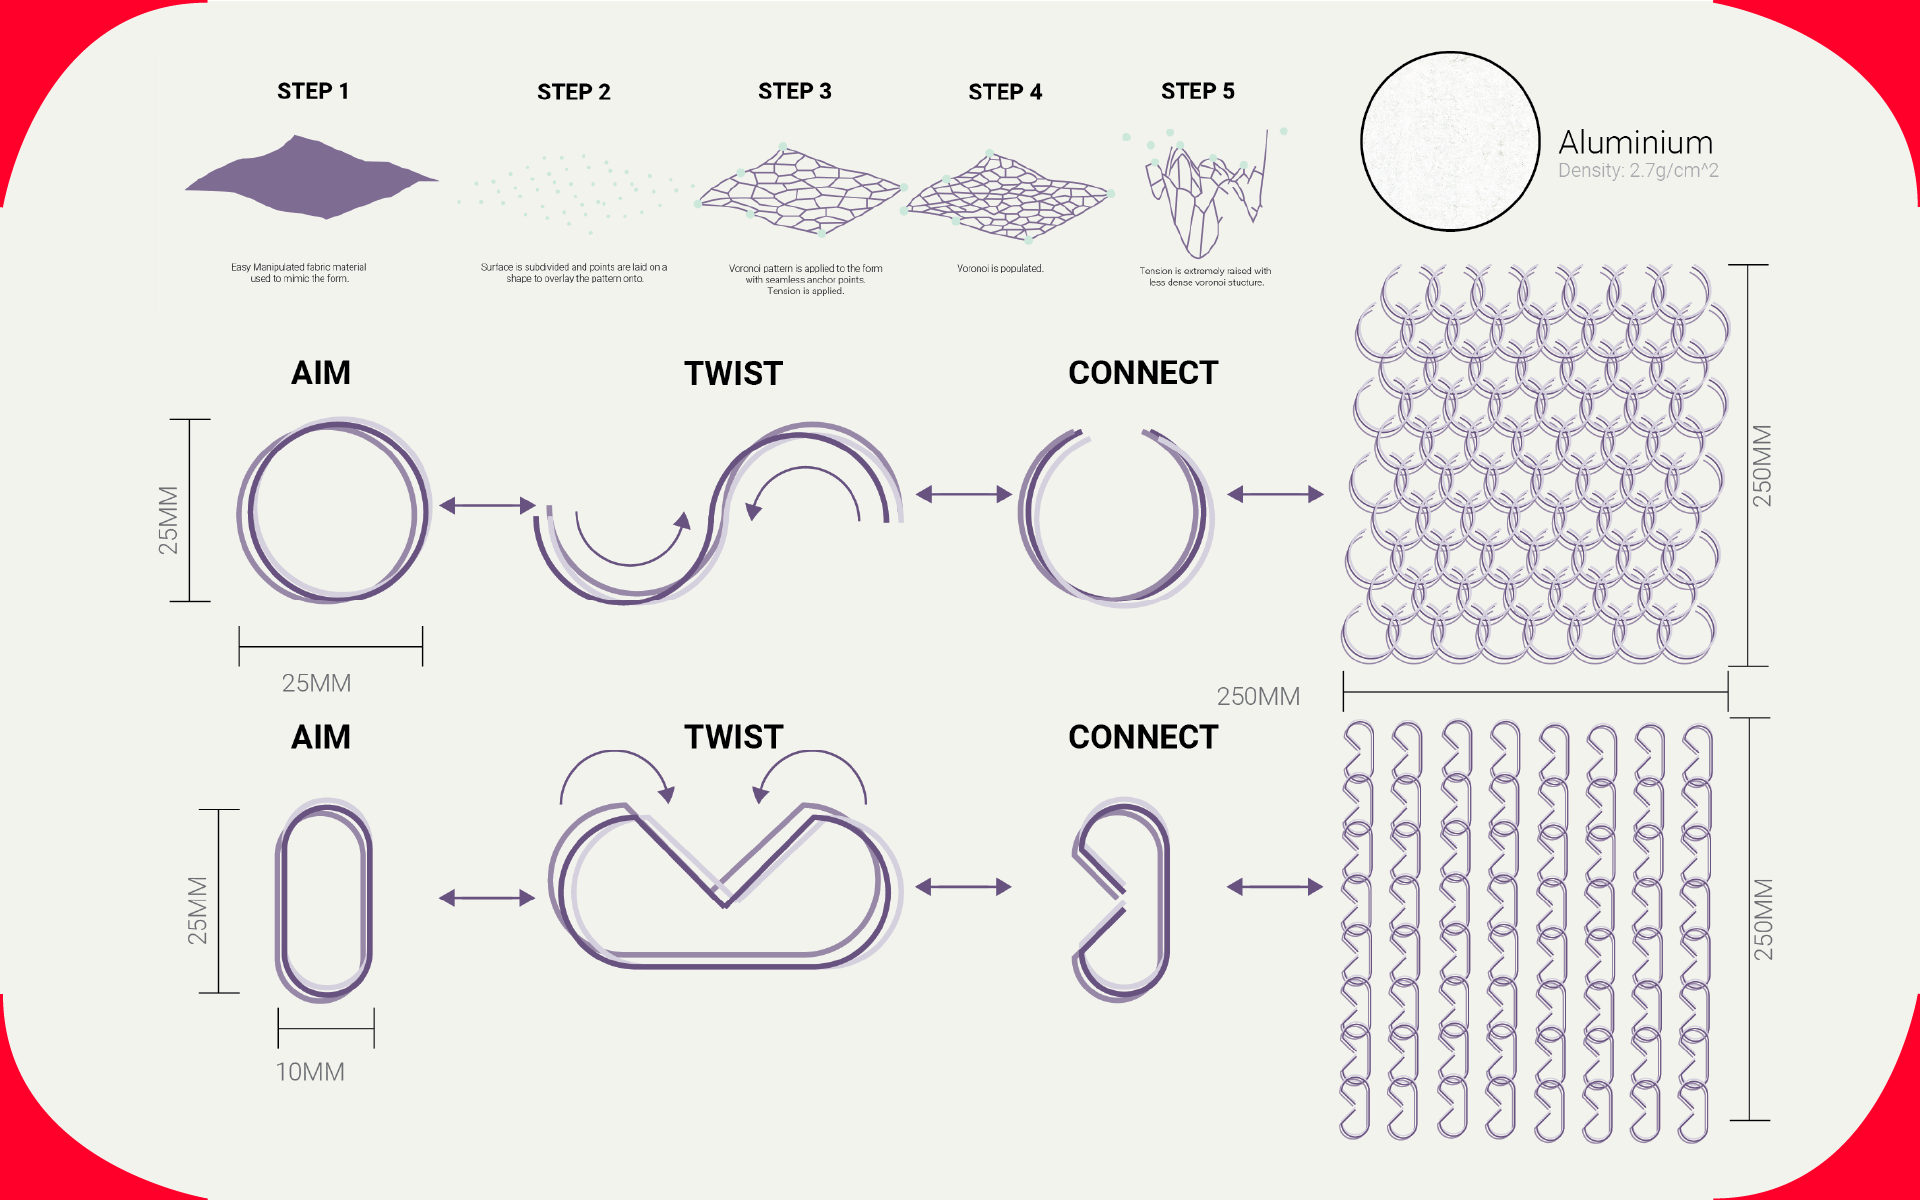 STEP 1
STEP 2
STEP 3
STEP 4
STEP 5
Easy Manipulated fabric material
used to mimic the form.
Surface is subdivided and points are laid on a
shape to overlay the pattern onto.
Voronoi pattern is applied to the form
with seamless anchor points.
Tension is applied.
Voronoi is populated.
Tension is extremely raised with
less dense voronoi stucture.
Aluminium
Density: 2.7g/cm^2
AIM
TWIST
CONNECT
25MM
25MM
250MM
250MM
AIM
TWIST
CONNECT
25MM
10MM
250MM